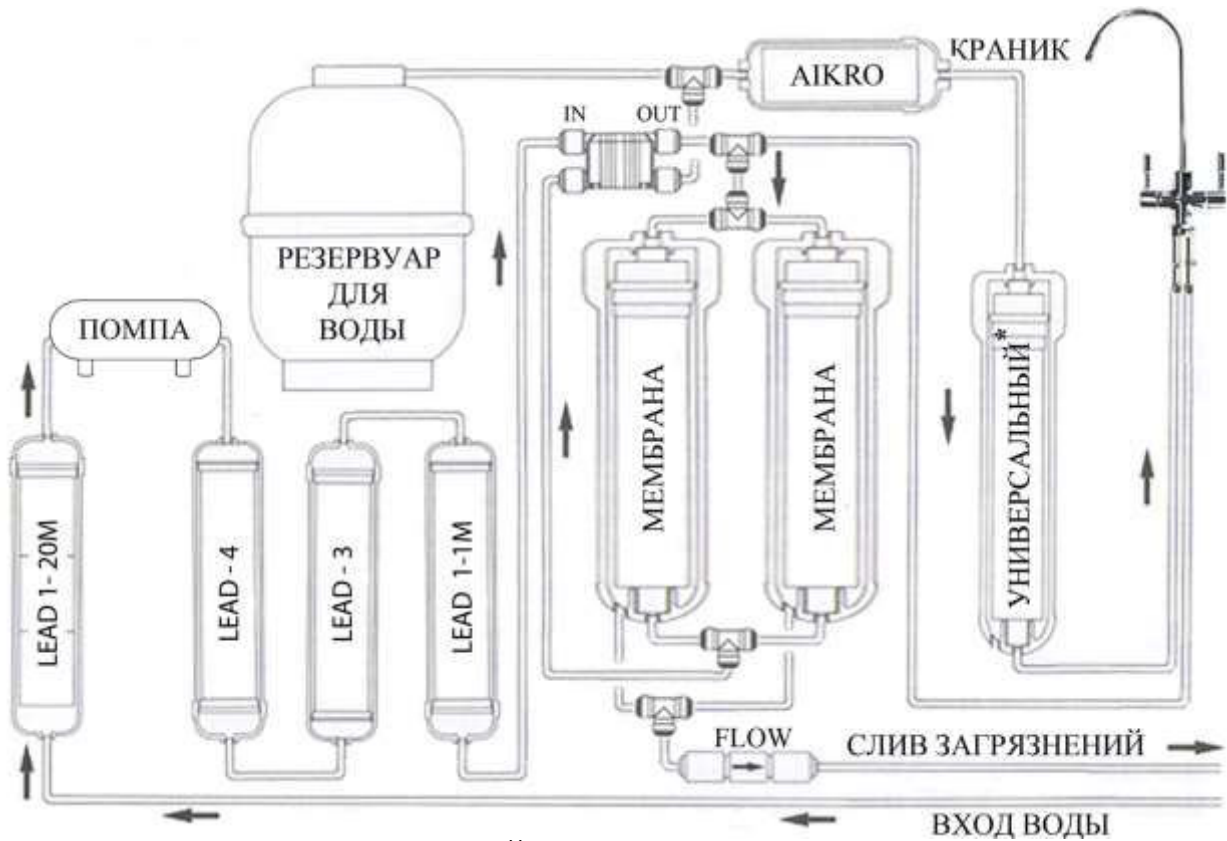 КРАНИК
AIKRO
IN OUT
РЕЗЕРВУАР
ДЛЯ
ВОДЫ
ПОМПА
МЕМБРАНА
МЕМБРАНА
УНИВЕРСАЛЬНЫЙ*
LEAD 1- 20M
LEAD - 4
LEAD - 3
LEAD 1-1M
FLOW
СЛИВ ЗАГРЯЗНЕНИЙ
ВХОД ВОДЫ